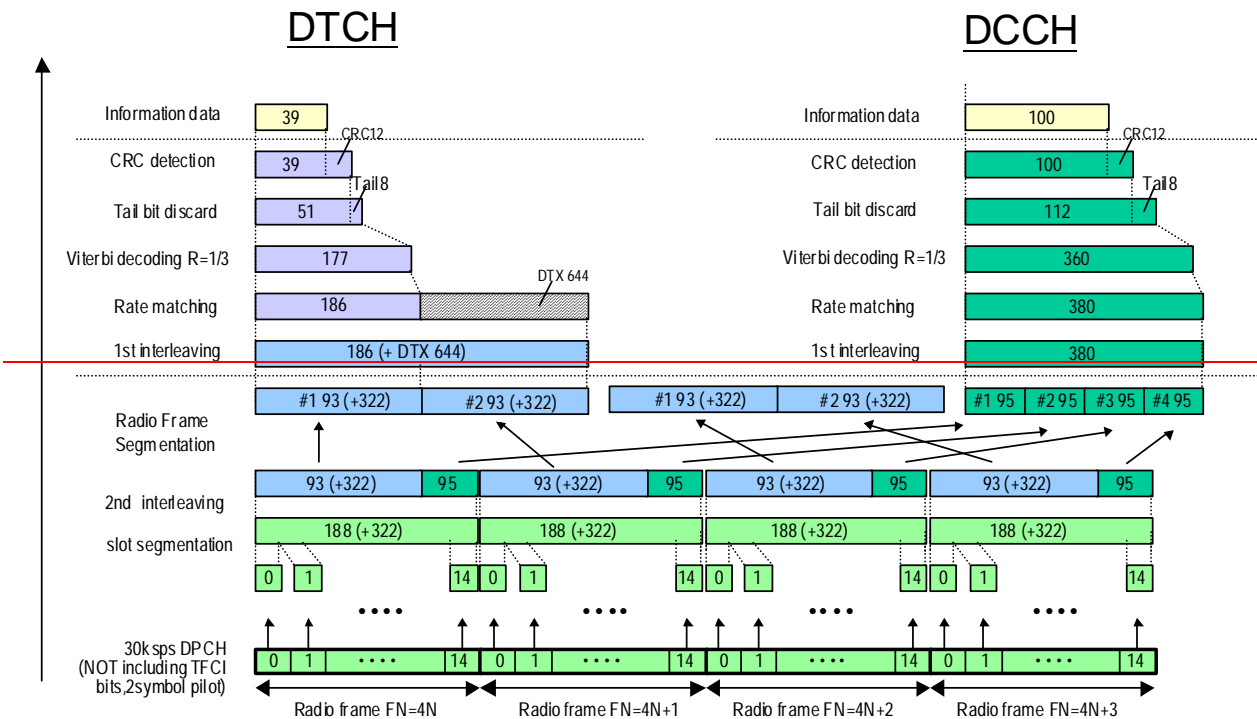 DTCH DCCH
Information data 39 Information data 100
CRC12 CRC12
CRC detection 39 CRC detection 100
Tail8 Tail8
Tail bit discard 51 Tail bit discard 112
Viterbi decoding R=1/3 177 Viterbi decoding R=1/3 360
DTX 644
Rate matching 186 Rate matching 380
1st interleaving 186 (+ DTX 644) 1st interleaving 380
#1 93 (+322) #2 93 (+322) #1 93 (+322) #2 93 (+322) #1 95 #2 95 #3 95 #4 95
Radio Frame
Segmentation
93 (+322) 95 93 (+322) 95 93 (+322) 95 93 (+322) 95
2nd interleaving
188 (+322) 188 (+322) 188 (+322) 188 (+322)
slot segmentation
0 1 14 0 1 14 0 1 14 0 1 14
•••• •••• •••• ••••
30ksps DPCH
(NOT including TFCI
bits,2symbol pilot)
0 1 •••• 14 0 1 •••• 14 0 1 •••• 14 0 1 •••• 14
Radio frame FN=4N Radio frame FN=4N+1 Radio frame FN=4N+2 Radio frame FN=4N+3